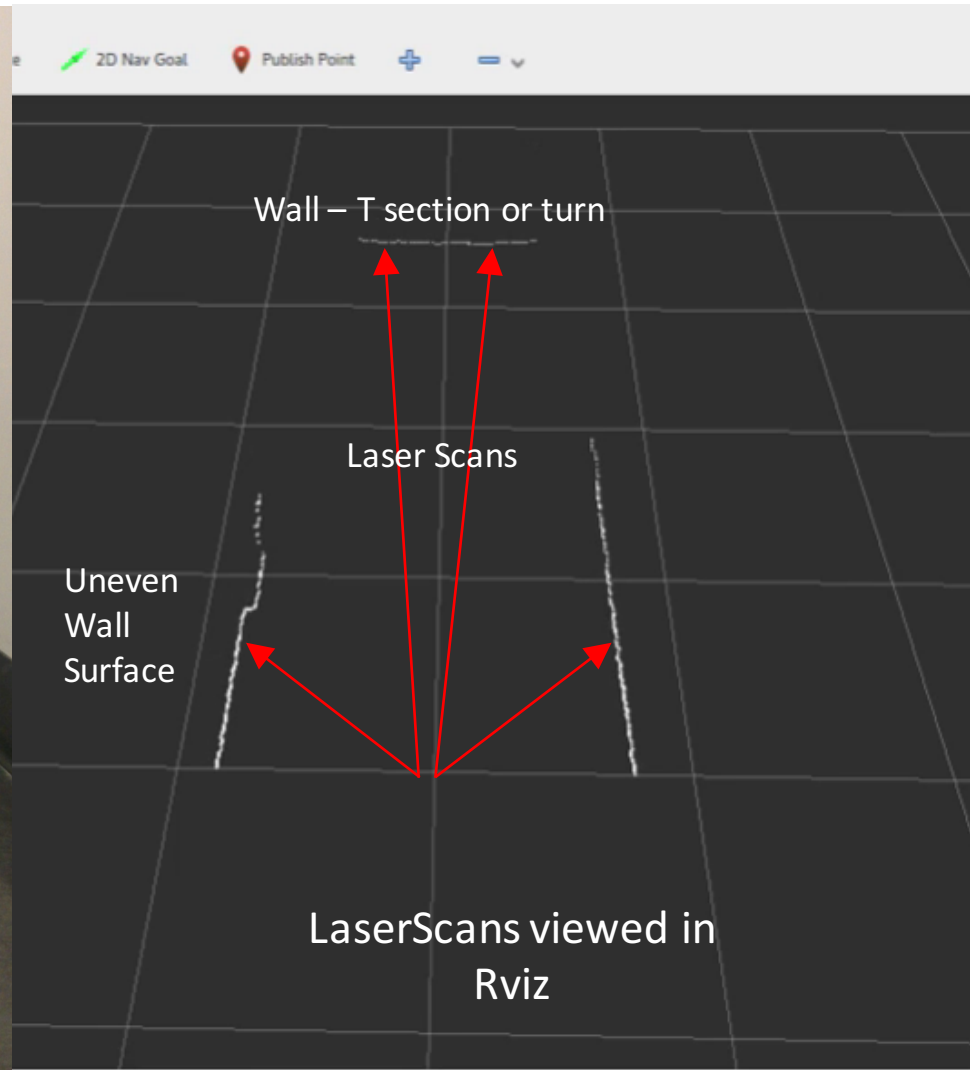 e 2D Nav Goal Publish Point
Wall – T section or turn
Laser Scans
Uneven
Wall
Surface
LaserScans viewed in
Rviz